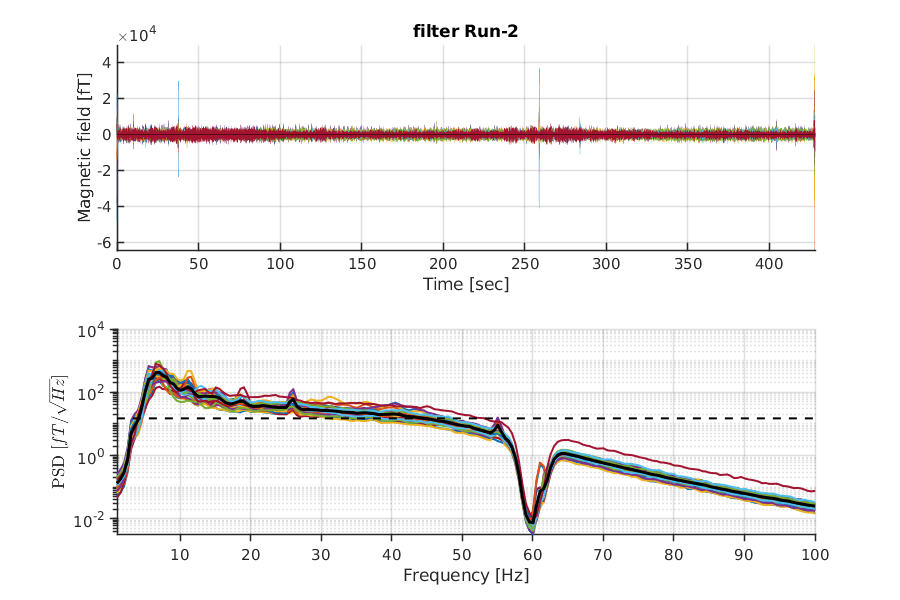 filter Run-2
×10^4
4
2
0
-2
-4
-6
Magnetic field [fT]
0 50 100 150 200 250 300 350 400
Time [sec]
10^4
10^2
10^0
10^-2
PSD [fT/√Hz]
10 20 30 40 50 60 70 80 90 100
Frequency [Hz]